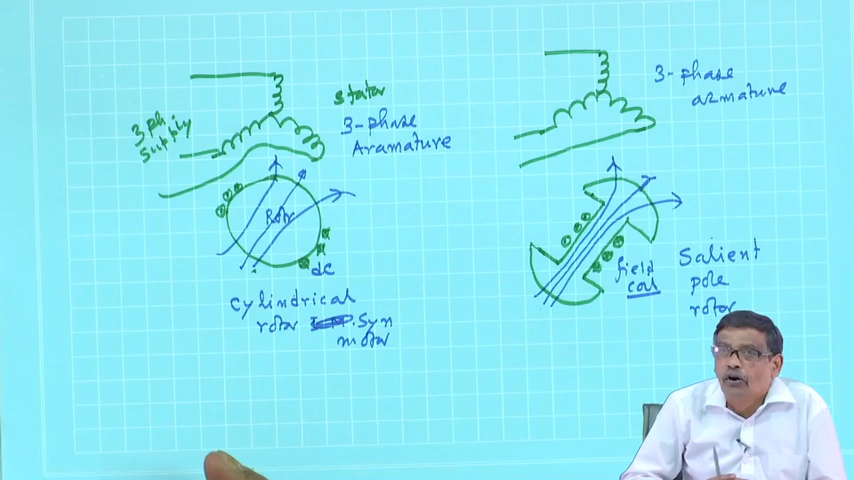 3 ph
supply
stator
3-phase
Aramature
Rotr
dc
cylindrical
rotor Syn
motor
3-phase
armature
field
coil
Salient
pole
rotor